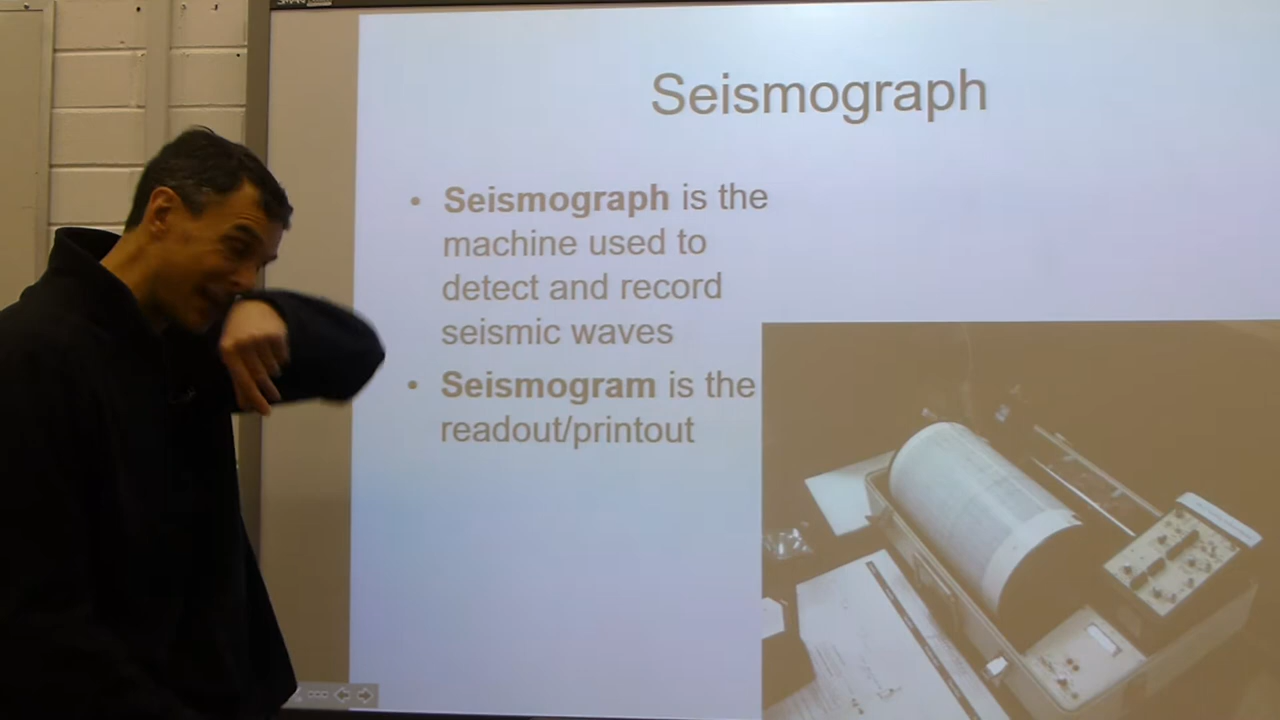 Seismograph
• Seismograph is the
machine used to
detect and record
seismic waves
• Seismogram is the
readout/printout